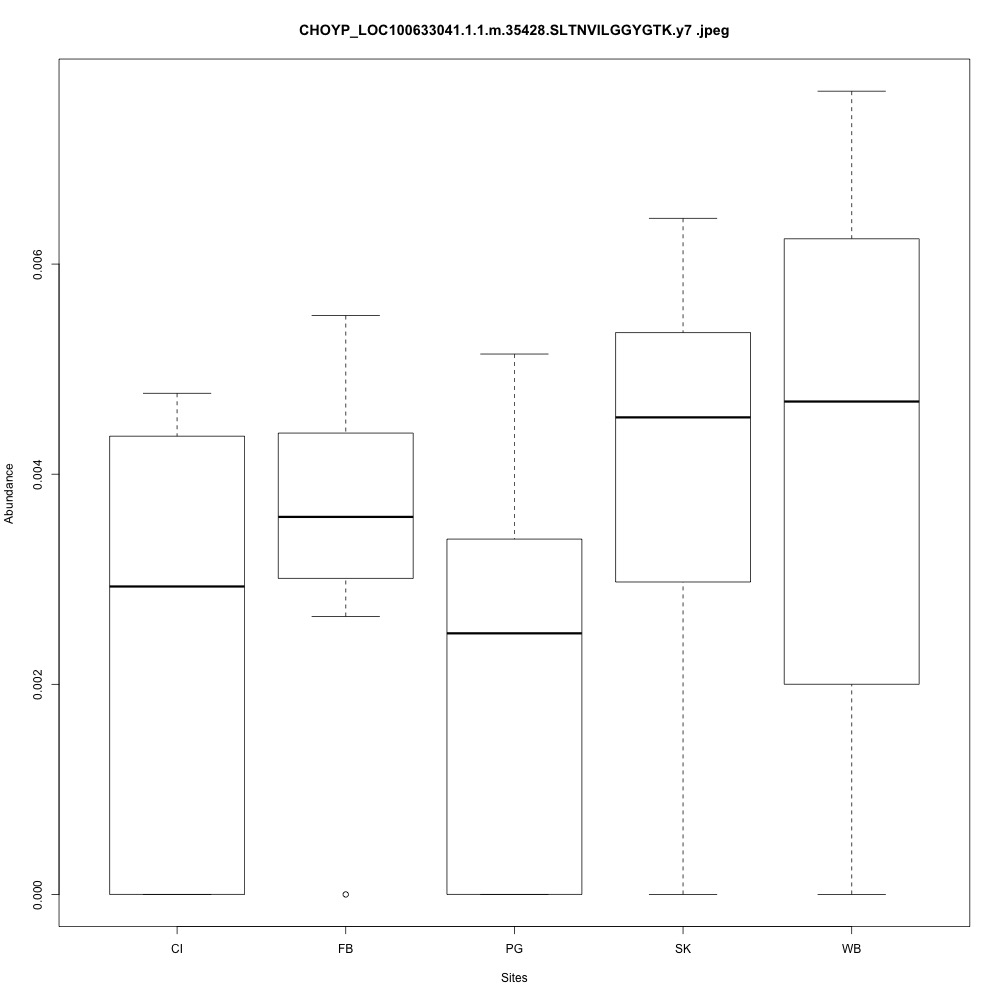 CHOYP_LOC100633041.1.1.m.35428.SLTNVILGGYGTK.y7 .jpeg
Abundance
0.006
0.004
0.002
0.000
CI FB PG SK WB
Sites